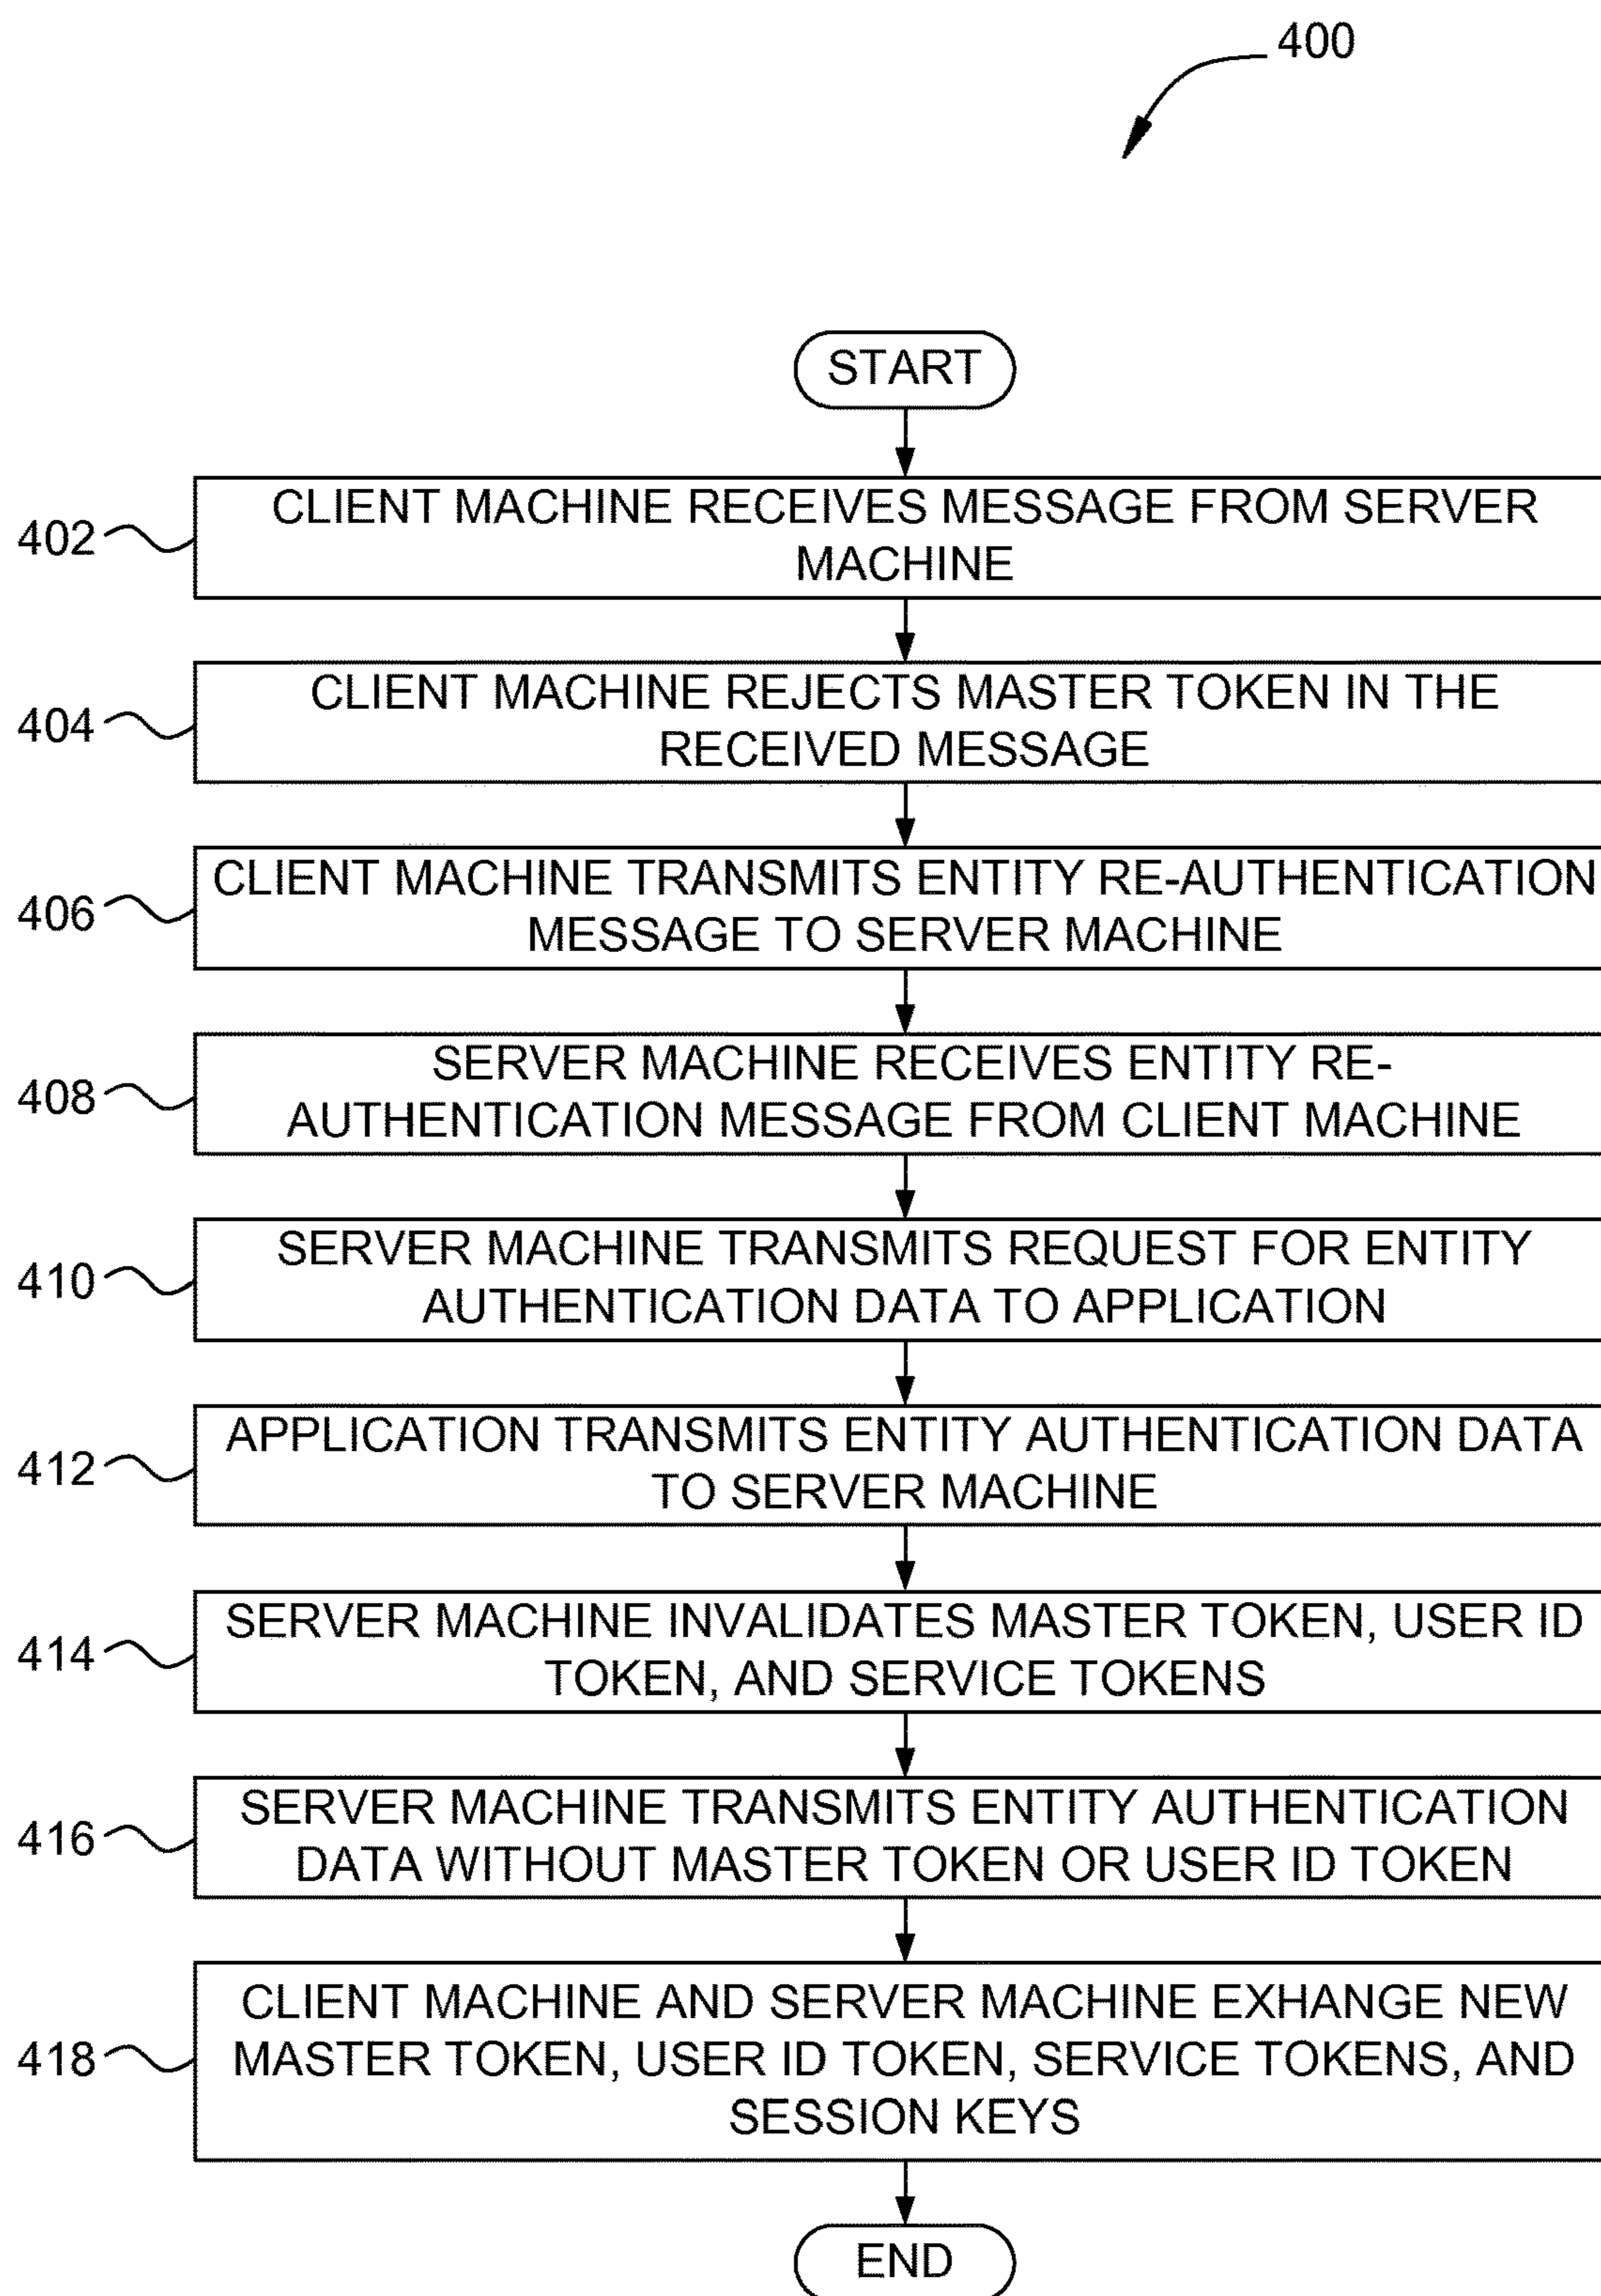 400
START
402
CLIENT MACHINE RECEIVES MESSAGE FROM SERVER
MACHINE
404
CLIENT MACHINE REJECTS MASTER TOKEN IN THE
RECEIVED MESSAGE
406
CLIENT MACHINE TRANSMITS ENTITY RE-AUTHENTICATION
MESSAGE TO SERVER MACHINE
408
SERVER MACHINE RECEIVES ENTITY RE-
AUTHENTICATION MESSAGE FROM CLIENT MACHINE
410
SERVER MACHINE TRANSMITS REQUEST FOR ENTITY
AUTHENTICATION DATA TO APPLICATION
412
APPLICATION TRANSMITS ENTITY AUTHENTICATION DATA
TO SERVER MACHINE
414
SERVER MACHINE INVALIDATES MASTER TOKEN, USER ID
TOKEN, AND SERVICE TOKENS
416
SERVER MACHINE TRANSMITS ENTITY AUTHENTICATION
DATA WITHOUT MASTER TOKEN OR USER ID TOKEN
418
CLIENT MACHINE AND SERVER MACHINE EXHANGE NEW
MASTER TOKEN, USER ID TOKEN, SERVICE TOKENS, AND
SESSION KEYS
END